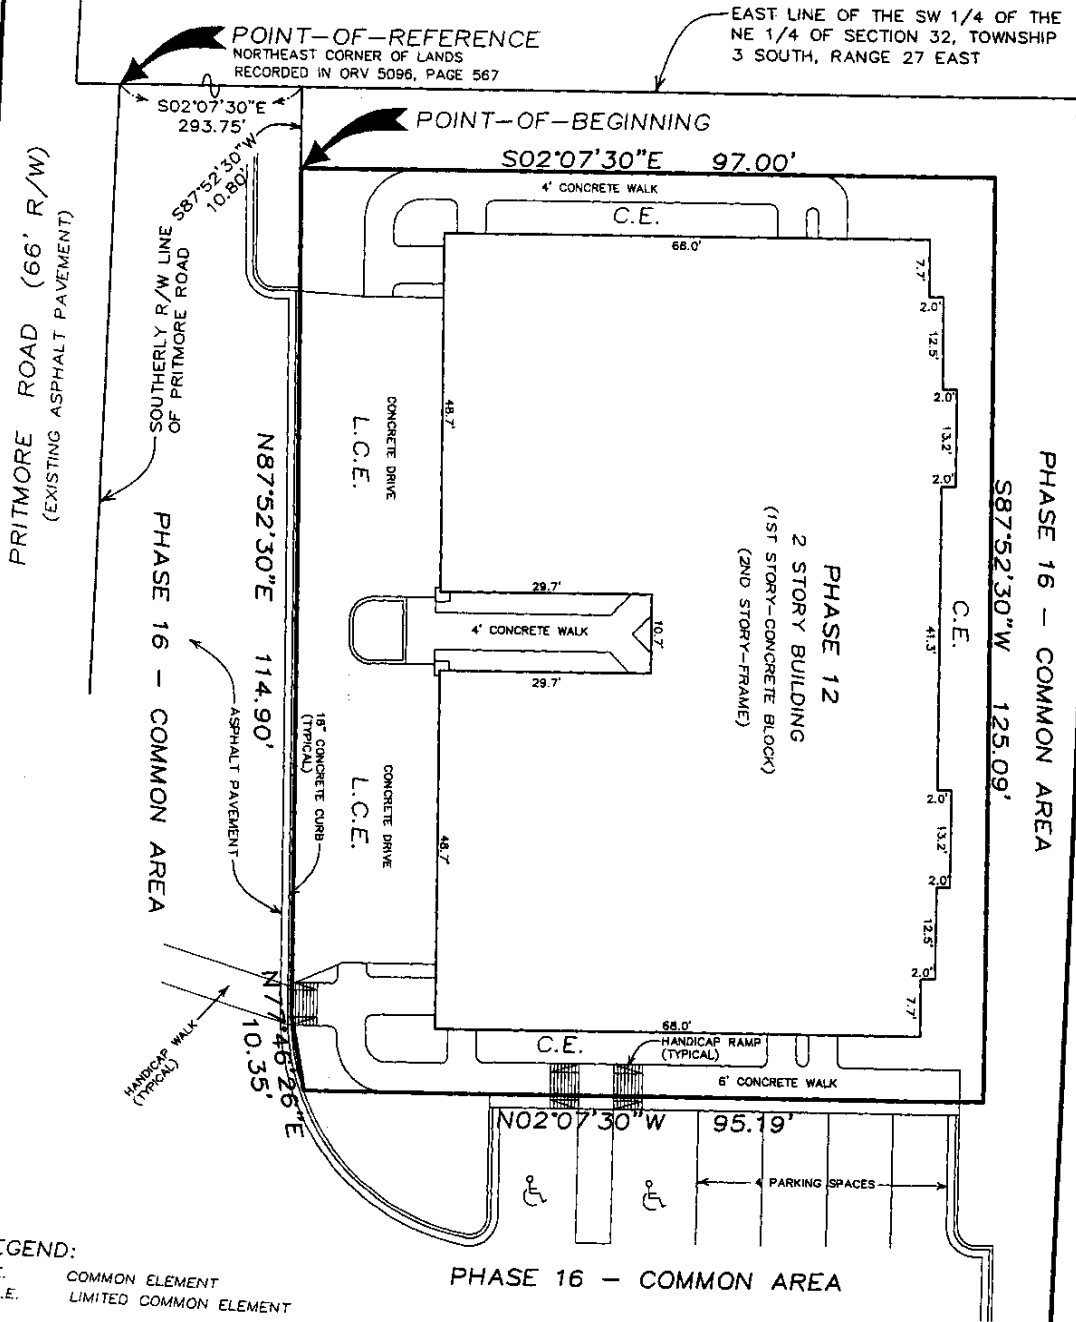 POINT-OF-REFERENCE
NORTHEAST CORNER OF LANDS
RECORDED IN ORV 5096, PAGE 567
EAST LINE OF THE SW 1/4 OF THE
NE 1/4 OF SECTION 32, TOWNSHIP
3 SOUTH, RANGE 27 EAST
S02°07'30"E
293.75'
S87°52'30"W
10.80'
POINT-OF-BEGINNING
S02°07'30"E 97.00'
4' CONCRETE WALK
C.E.
68.0'
7.7'
2.0'
12.5'
2.0'
13.2'
2.0'
PRITMORE ROAD (66' R/W)
(EXISTING ASPHALT PAVEMENT)
SOUTHERLY R/W LINE
OF PRITMORE ROAD
N87°52'30"E 114.90'
CONCRETE DRIVE
L.C.E.
48.7'
PHASE 12
2 STORY BUILDING
(1ST STORY-CONCRETE BLOCK)
(2ND STORY-FRAME)
29.7'
4' CONCRETE WALK
10.7'
29.7'
C.E.
41.3'
S87°52'30"W 125.09'
PHASE 16 - COMMON AREA
PHASE 16 - COMMON AREA
ASPHALT PAVEMENT
18" CONCRETE CURB
(TYPICAL)
CONCRETE DRIVE
L.C.E.
48.7'
2.0'
13.2'
2.0'
12.5'
2.0'
7.7'
N77°46'26"E
10.35'
HANDICAP WALK
(TYPICAL)
68.0'
C.E.
HANDICAP RAMP
(TYPICAL)
6' CONCRETE WALK
N02°07'30"W 95.19'
4 PARKING SPACES
PHASE 16 - COMMON AREA
EGEND:
E. COMMON ELEMENT
.E. LIMITED COMMON ELEMENT